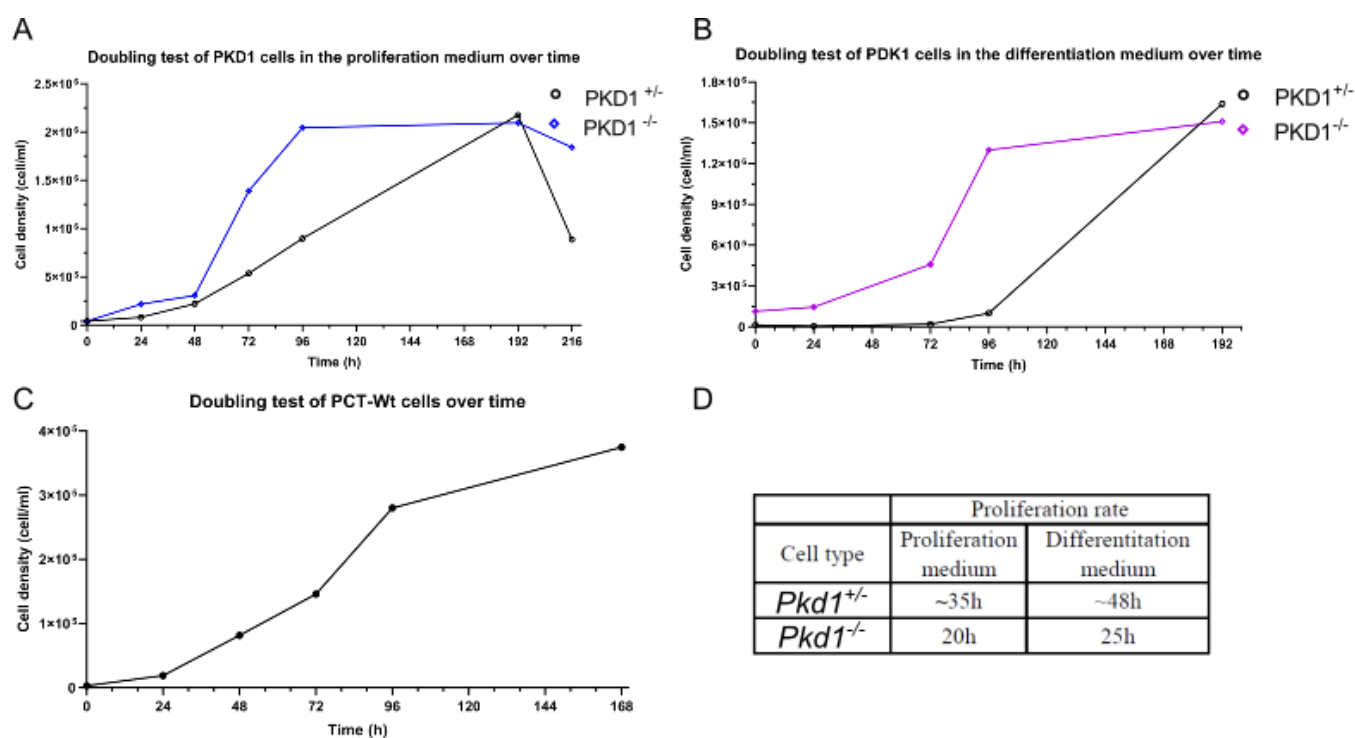 A
Doubling test of PKD1 cells in the proliferation medium over time
PKD1 +/-
PKD1 -/-
Cell density (cell/ml)
2.5×10⁶
2×10⁶
1.5×10⁶
1×10⁶
5×10⁵
0
0 24 48 72 96 120 144 168 192 216
Time (h)
B
Doubling test of PDK1 cells in the differentiation medium over time
PKD1 +/-
PKD1 -/-
Cell density (cell/ml)
1.8×10⁶
1.5×10⁶
1.2×10⁶
9×10⁵
6×10⁵
3×10⁵
0
0 24 48 72 96 120 144 168 192
Time (h)
C
Doubling test of PCT-Wt cells over time
Cell density (cell/ml)
4×10⁵
3×10⁵
2×10⁵
1×10⁵
0
0 24 48 72 96 120 144 168
Time (h)
D
Proliferation rate
Cell type Proliferation medium Differentitation medium
Pkd1+/- ~35h ~48h
Pkd1-/- 20h 25h